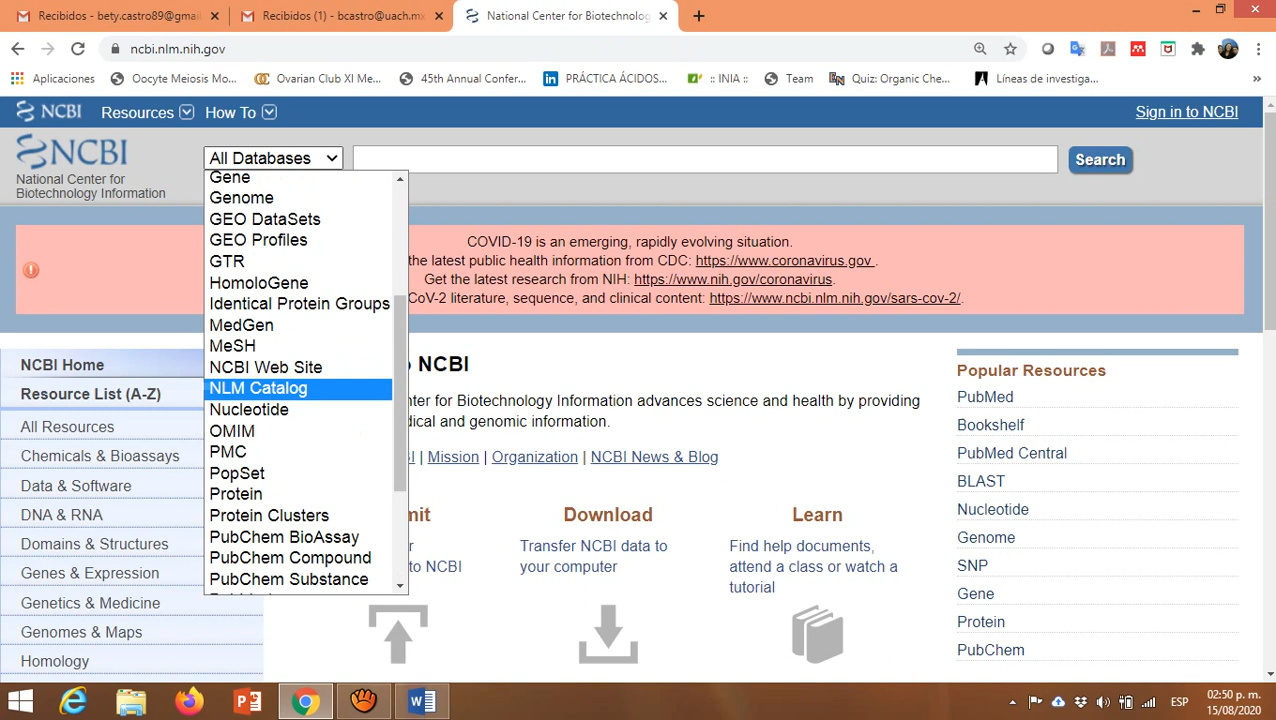 Recibidos - bety.castro89@gmail
Recibidos (1) - bcastro@uach.mx
National Center for Biotechnolog
ncbi.nlm.nih.gov
Aplicaciones
Oocyte Meiosis Mo...
Ovarian Club XI Me...
45th Annual Confer...
PRÁCTICA ÁCIDOS...
:: INIA ::
Team
Quiz: Organic Che...
Líneas de investiga...
»
NCBI
Resources
How To
Sign in to NCBI
NCBI
National Center for
Biotechnology Information
All Databases
Search
Gene
Genome
GEO DataSets
GEO Profiles
GTR
HomoloGene
Identical Protein Groups
MedGen
MeSH
NCBI Web Site
NLM Catalog
Nucleotide
OMIM
PMC
PopSet
Protein
Protein Clusters
PubChem BioAssay
PubChem Compound
PubChem Substance
COVID-19 is an emerging, rapidly evolving situation.
the latest public health information from CDC: https://www.coronavirus.gov .
Get the latest research from NIH: https://www.nih.gov/coronavirus.
CoV-2 literature, sequence, and clinical content: https://www.ncbi.nlm.nih.gov/sars-cov-2/.
NCBI Home
Resource List (A-Z)
All Resources
Chemicals & Bioassays
Data & Software
DNA & RNA
Domains & Structures
Genes & Expression
Genetics & Medicine
Genomes & Maps
Homology
to NCBI
nter for Biotechnology Information advances science and health by providing
dical and genomic information.
| Mission | Organization | NCBI News & Blog
mit
r
to NCBI
Download
Transfer NCBI data to
your computer
Learn
Find help documents,
attend a class or watch a
tutorial
Popular Resources
PubMed
Bookshelf
PubMed Central
BLAST
Nucleotide
Genome
SNP
Gene
Protein
PubChem
ESP
02:50 p. m.
15/08/2020